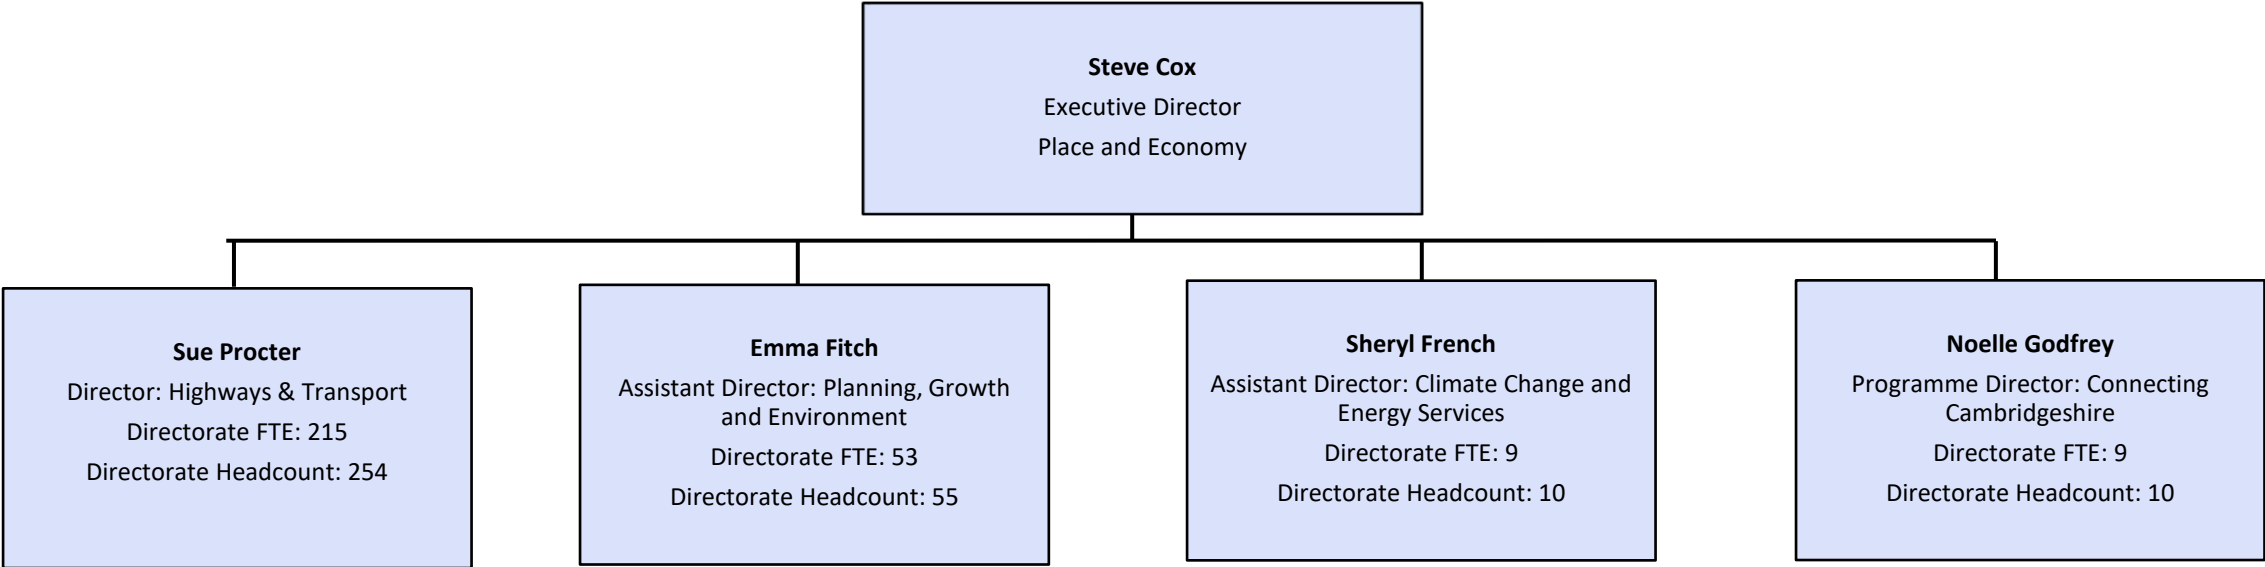 Steve Cox
Executive Director
Place and Economy
Sue Procter
Director: Highways & Transport
Directorate FTE: 215
Directorate Headcount: 254
Emma Fitch
Assistant Director: Planning, Growth
and Environment
Directorate FTE: 53
Directorate Headcount: 55
Sheryl French
Assistant Director: Climate Change and
Energy Services
Directorate FTE: 9
Directorate Headcount: 10
Noelle Godfrey
Programme Director: Connecting
Cambridgeshire
Directorate FTE: 9
Directorate Headcount: 10